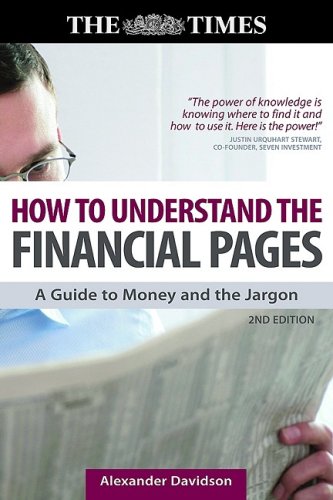 THE TIMES
"The power of knowledge is
knowing where to find it and
how to use it. Here is the power!"
JUSTIN URQUHART STEWART,
CO-FOUNDER, SEVEN INVESTMENT
HOW TO UNDERSTAND THE
FINANCIAL PAGES
A Guide to Money and the Jargon
2ND EDITION
Alexander Davidson